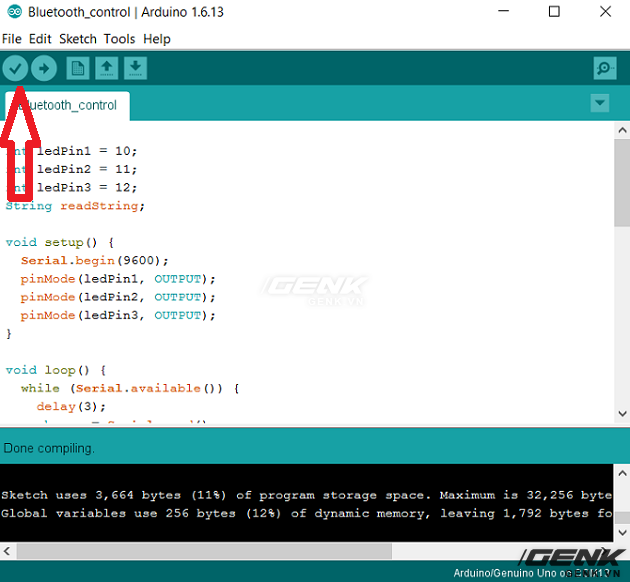 Bluetooth_control | Arduino 1.6.13
File Edit Sketch Tools Help
Bluetooth_control
int ledPin1 = 10;
int ledPin2 = 11;
int ledPin3 = 12;
String readString;
void setup() {
Serial.begin(9600);
pinMode(ledPin1, OUTPUT);
pinMode(ledPin2, OUTPUT);
pinMode(ledPin3, OUTPUT);
}
void loop() {
while (Serial.available()) {
delay(3);
GENK
GENK.VN
Done compiling.
Sketch uses 3,664 bytes (11%) of program storage space. Maximum is 32,256 byte
Global variables use 256 bytes (12%) of dynamic memory, leaving 1,792 bytes fo
GENK
GENK.VN
Arduino/Genuino Uno on